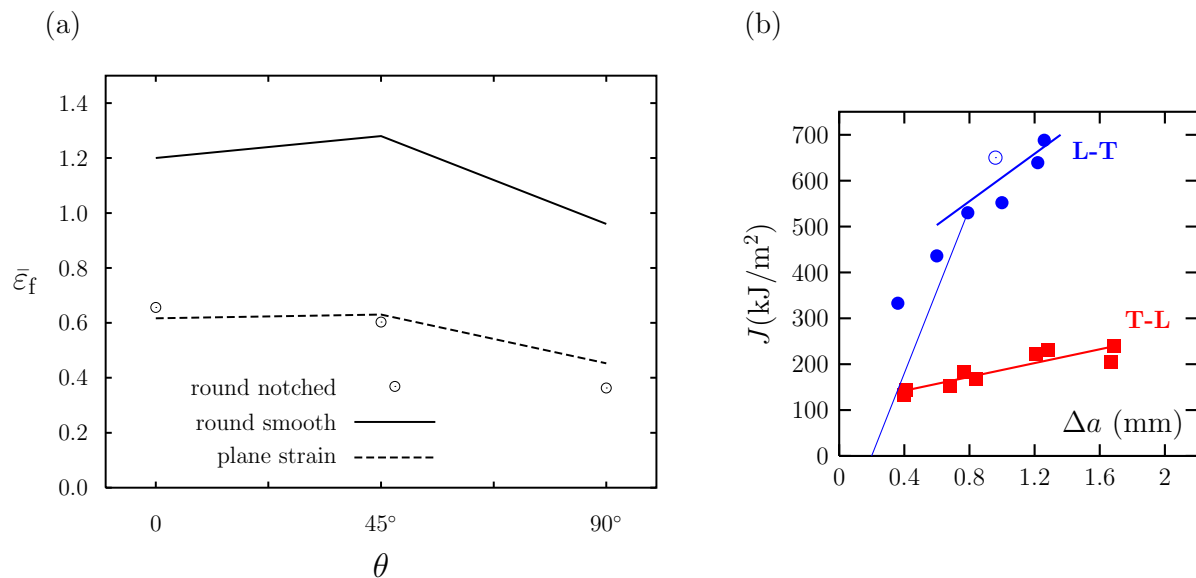 (a)
1.4
1.2
1.0
0.8
0.6
0.4
0.2
0.0
ε̄f
round notched
round smooth
plane strain
0
45°
90°
θ
(b)
700
600
500
400
300
200
100
0
J(kJ/m²)
L-T
T-L
Δa (mm)
0
0.4
0.8
1.2
1.6
2